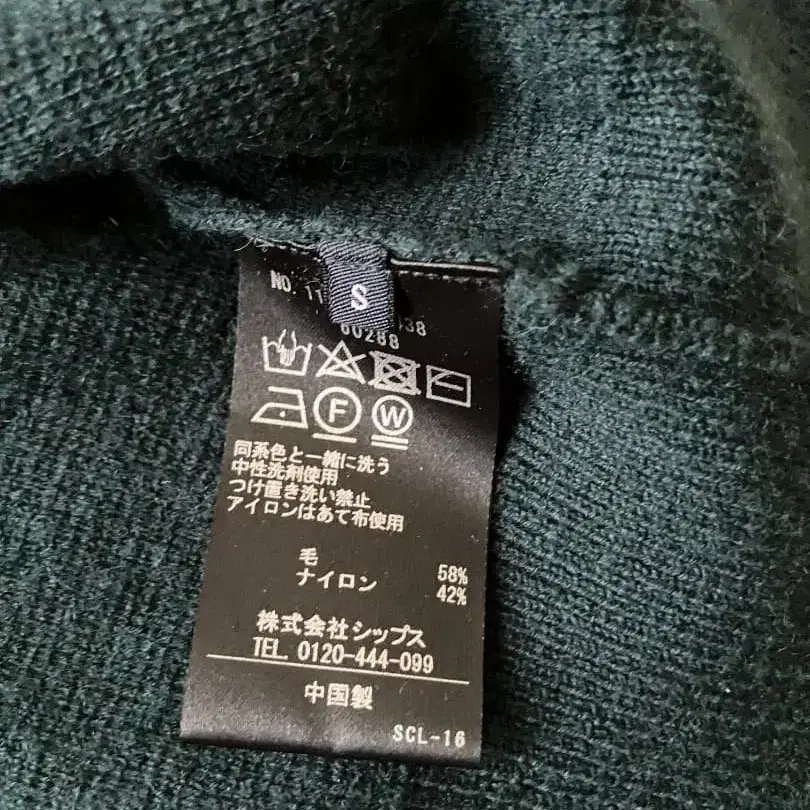 S
NO. 11
38
60288
F W
同系色と一緒に洗う
中性洗剤使用
つけ置き洗い禁止
アイロンはあて布使用
毛 58%
ナイロン 42%
株式会社シップス
TEL. 0120-444-099
中国製
SCL-16